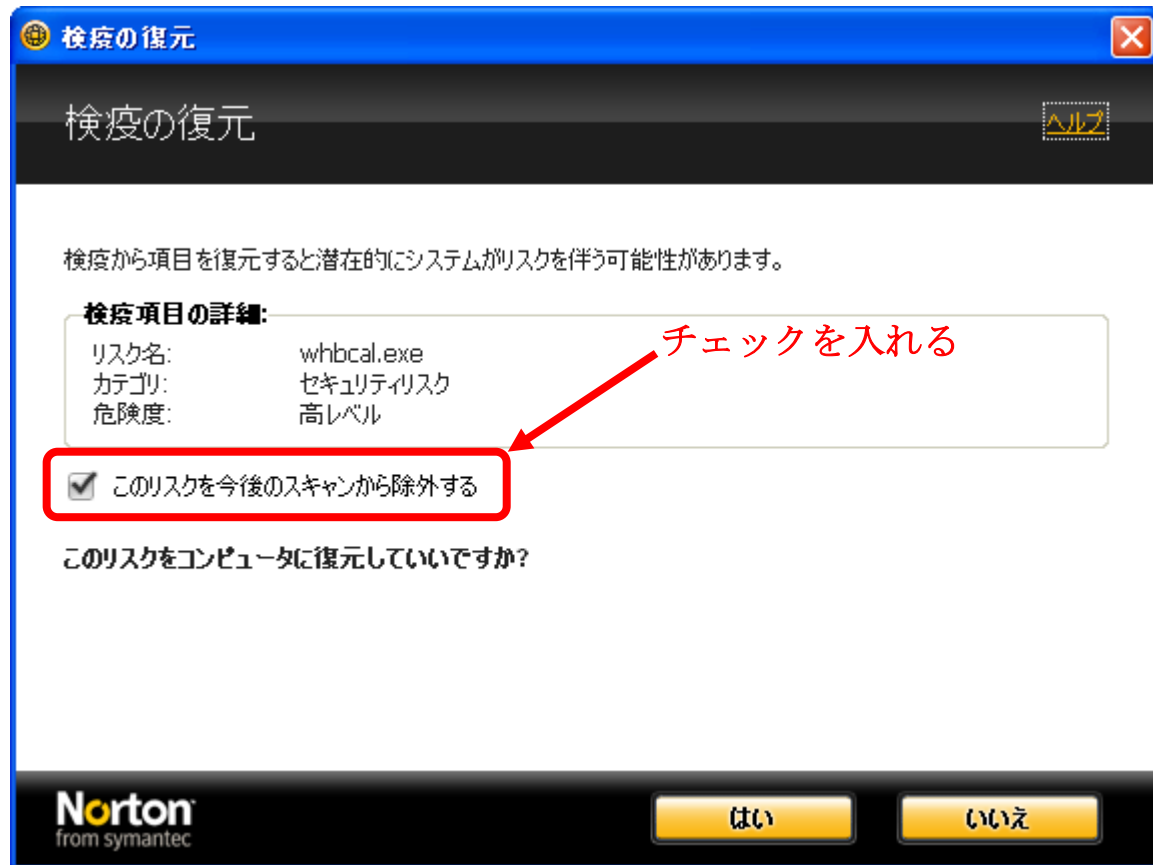 検疫の復元
検疫の復元
ヘルプ
検疫から項目を復元すると潜在的にシステムがリスクを伴う可能性があります。
検疫項目の詳細:
チェックを入れる
リスク名: whbcal.exe
カテゴリ: セキュリティリスク
危険度: 高レベル
このリスクを今後のスキャンから除外する
このリスクをコンピュータに復元していいですか?
Norton
from symantec
はい
いいえ